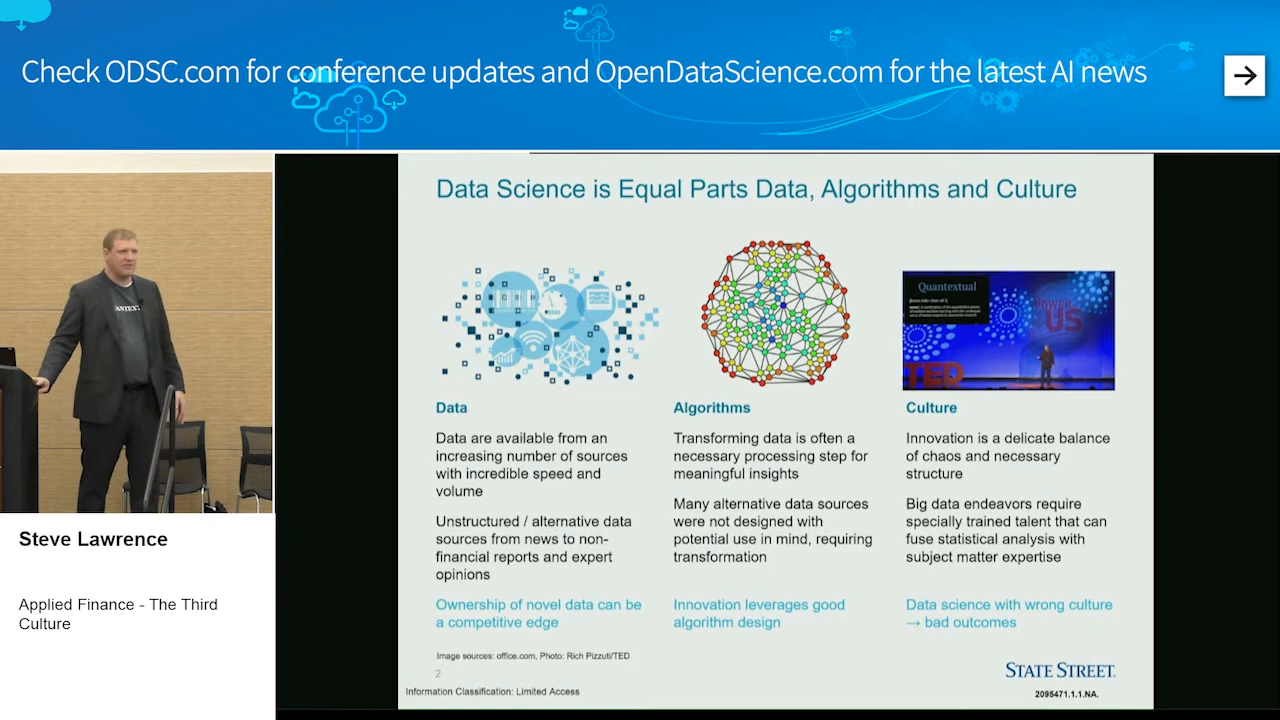 Check ODSC.com for conference updates and OpenDataScience.com for the latest AI news
Steve Lawrence
Applied Finance - The Third
Culture
Data Science is Equal Parts Data, Algorithms and Culture
Quantextual
POWER
US
TED
Data
Data are available from an
increasing number of sources
with incredible speed and
volume
Unstructured / alternative data
sources from news to non-
financial reports and expert
opinions
Ownership of novel data can be
a competitive edge
Algorithms
Transforming data is often a
necessary processing step for
meaningful insights
Many alternative data sources
were not designed with
potential use in mind, requiring
transformation
Innovation leverages good
algorithm design
Culture
Innovation is a delicate balance
of chaos and necessary
structure
Big data endeavors require
specially trained talent that can
fuse statistical analysis with
subject matter expertise
Data science with wrong culture
→ bad outcomes
Image sources: office.com, Photo: Rich Pizzuti/TED
2
Information Classification: Limited Access
STATE STREET.
2095471.1.1.NA.